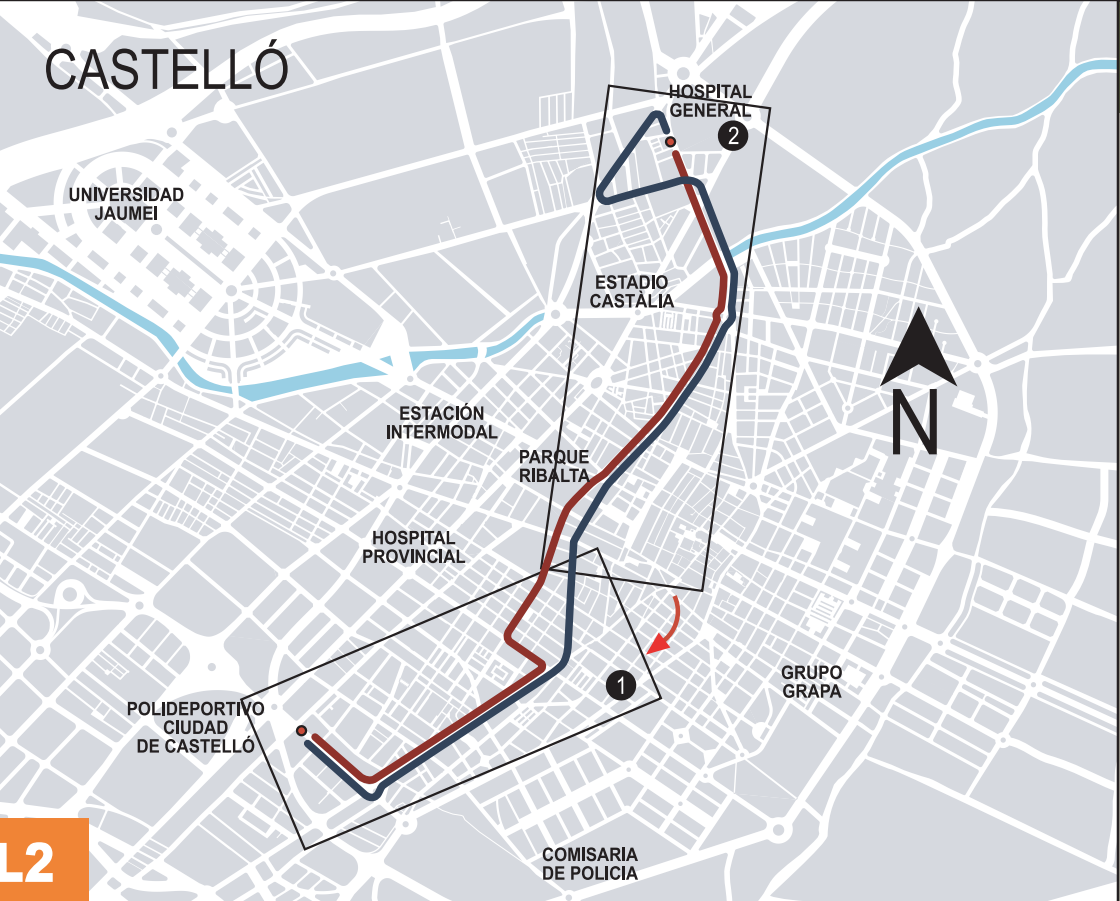 CASTELLÓ
HOSPITAL
GENERAL
2
UNIVERSIDAD
JAUMEI
ESTADIO
CASTÀLIA
N
ESTACIÓN
INTERMODAL
PARQUE
RIBALTA
HOSPITAL
PROVINCIAL
1
GRUPO
GRAPA
POLIDEPORTIVO
CIUDAD
DE CASTELLÓ
L2
COMISARIA
DE POLICIA